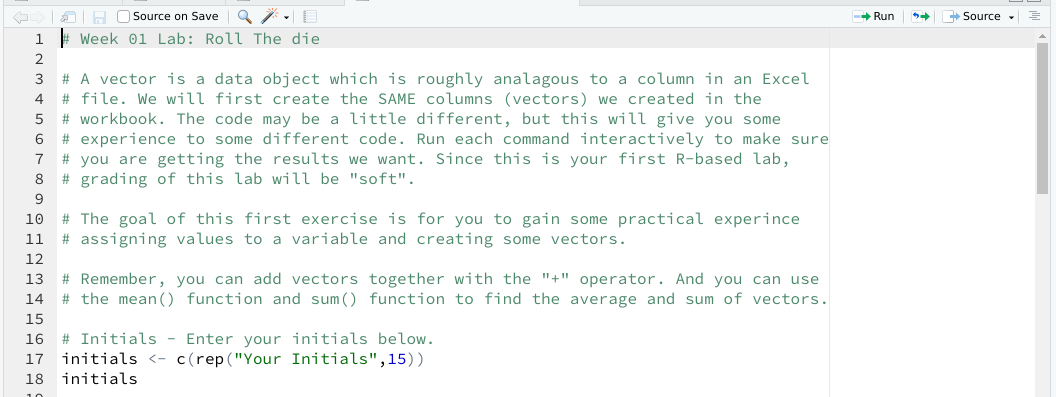 Source on Save
Run
Source
1 # Week 01 Lab: Roll The die
2
3 # A vector is a data object which is roughly analagous to a column in an Excel
4 # file. We will first create the SAME columns (vectors) we created in the
5 # workbook. The code may be a little different, but this will give you some
6 # experience to some different code. Run each command interactively to make sure
7 # you are getting the results we want. Since this is your first R-based lab,
8 # grading of this lab will be "soft".
9
10 # The goal of this first exercise is for you to gain some practical experince
11 # assigning values to a variable and creating some vectors.
12
13 # Remember, you can add vectors together with the "+" operator. And you can use
14 # the mean() function and sum() function to find the average and sum of vectors.
15
16 # Initials - Enter your initials below.
17 initials <- c(rep("Your Initials",15))
18 initials